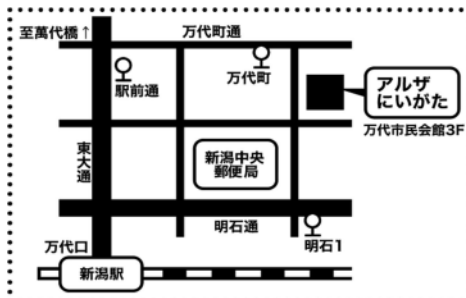 至萬代橋↑
万代町通
駅前通
万代町
アルザ
にいがた
万代市民会館3F
東大通
新潟中央
郵便局
明石通
万代口
明石1
新潟駅